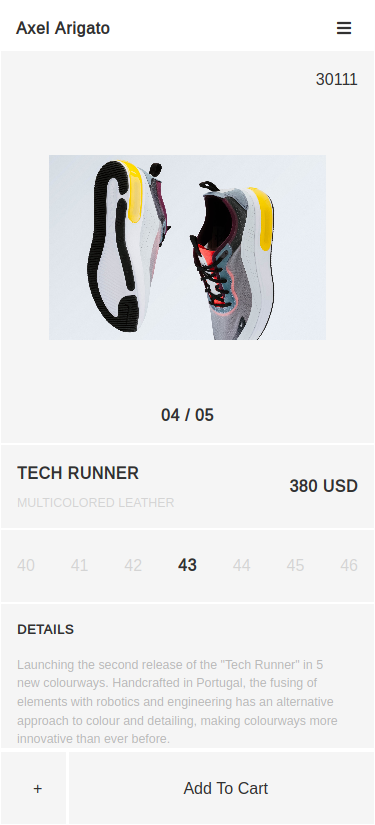 Axel Arigato
30111
04 / 05
TECH RUNNER
380 USD
MULTICOLORED LEATHER
40 41 42 43 44 45 46
DETAILS
Launching the second release of the "Tech Runner" in 5
new colourways. Handcrafted in Portugal, the fusing of
elements with robotics and engineering has an alternative
approach to colour and detailing, making colourways more
innovative than ever before.
+ Add To Cart